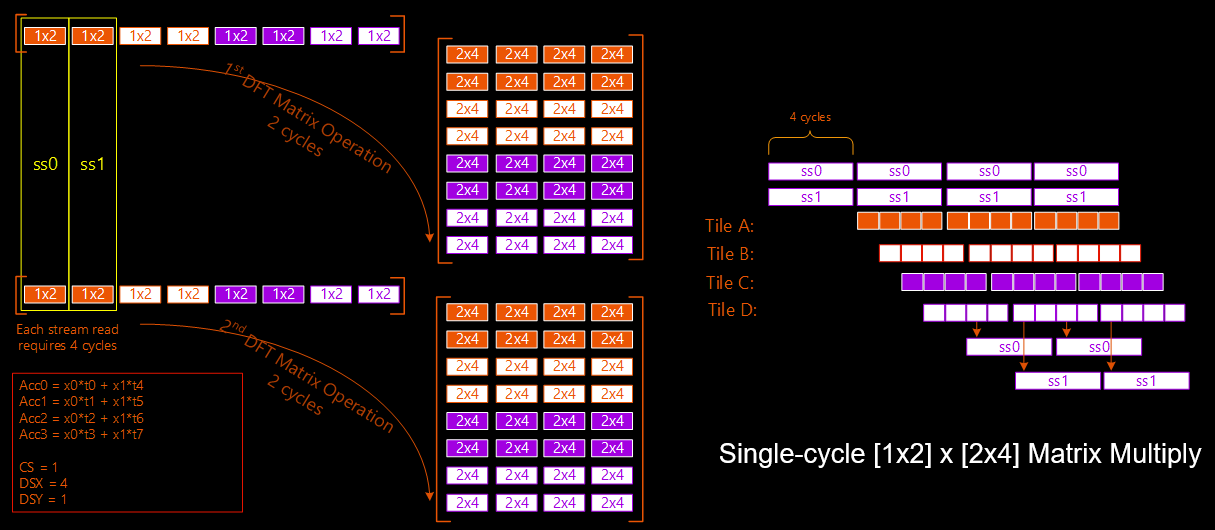 1x2 1x2 1x2 1x2 1x2 1x2 1x2 1x2
ss0 ss1
1st DFT Matrix Operation
2 cycles
2x4 2x4 2x4 2x4
2x4 2x4 2x4 2x4
2x4 2x4 2x4 2x4
2x4 2x4 2x4 2x4
2x4 2x4 2x4 2x4
2x4 2x4 2x4 2x4
2x4 2x4 2x4 2x4
2x4 2x4 2x4 2x4
1x2 1x2 1x2 1x2 1x2 1x2 1x2 1x2
Each stream read
requires 4 cycles
2nd DFT Matrix Operation
2 cycles
2x4 2x4 2x4 2x4
2x4 2x4 2x4 2x4
2x4 2x4 2x4 2x4
2x4 2x4 2x4 2x4
2x4 2x4 2x4 2x4
2x4 2x4 2x4 2x4
2x4 2x4 2x4 2x4
2x4 2x4 2x4 2x4
Acc0 = x0*t0 + x1*t4
Acc1 = x0*t1 + x1*t5
Acc2 = x0*t2 + x1*t6
Acc3 = x0*t3 + x1*t7
CS = 1
DSX = 4
DSY = 1
4 cycles
ss0 ss0 ss0 ss0
ss1 ss1 ss1 ss1
Tile A:
Tile B:
Tile C:
Tile D:
ss0 ss0
ss1 ss1
Single-cycle [1x2] x [2x4] Matrix Multiply